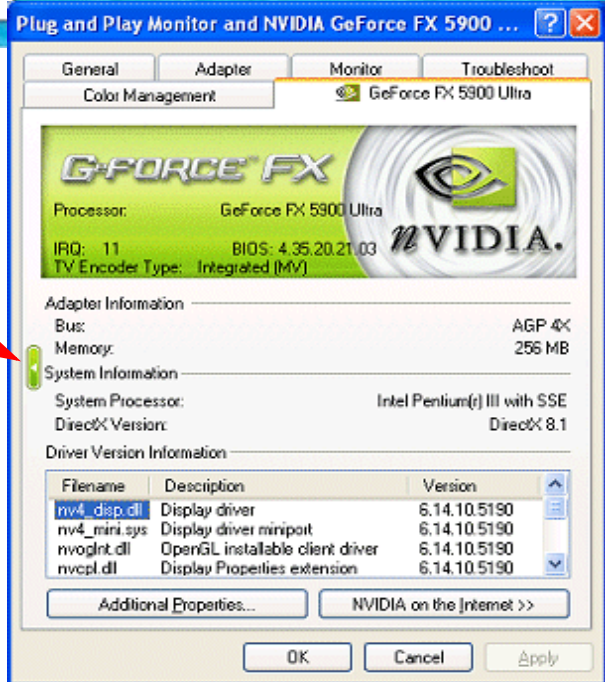 Plug and Play Monitor and NVIDIA GeForce FX 5900 ...
General Adapter Monitor Troubleshoot
Color Management GeForce FX 5900 Ultra
GeFORCE FX
nVIDIA.
Processor: GeForce FX 5900 Ultra
IRQ: 11 BIOS: 4.35.20.21.03
TV Encoder Type: Integrated (MV)
Adapter Information
Bus: AGP 4X
Memory: 256 MB
System Information
System Processor: Intel Pentium(r) III with SSE
DirectX Version: DirectX 8.1
Driver Version Information
Filename Description Version
nv4_disp.dll Display driver 6.14.10.5190
nv4_mini.sys Display driver miniport 6.14.10.5190
nvoglnt.dll OpenGL installable client driver 6.14.10.5190
nvcpl.dll Display Properties extension 6.14.10.5190
Additional Properties... NVIDIA on the Internet >>
OK Cancel Apply